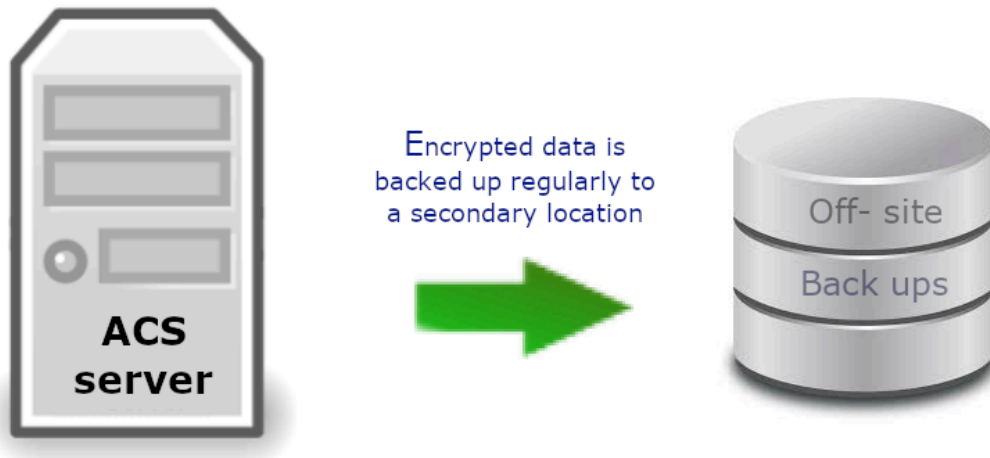 Encrypted data is
backed up regularly to
a secondary location
Off- site
Back ups
ACS
server